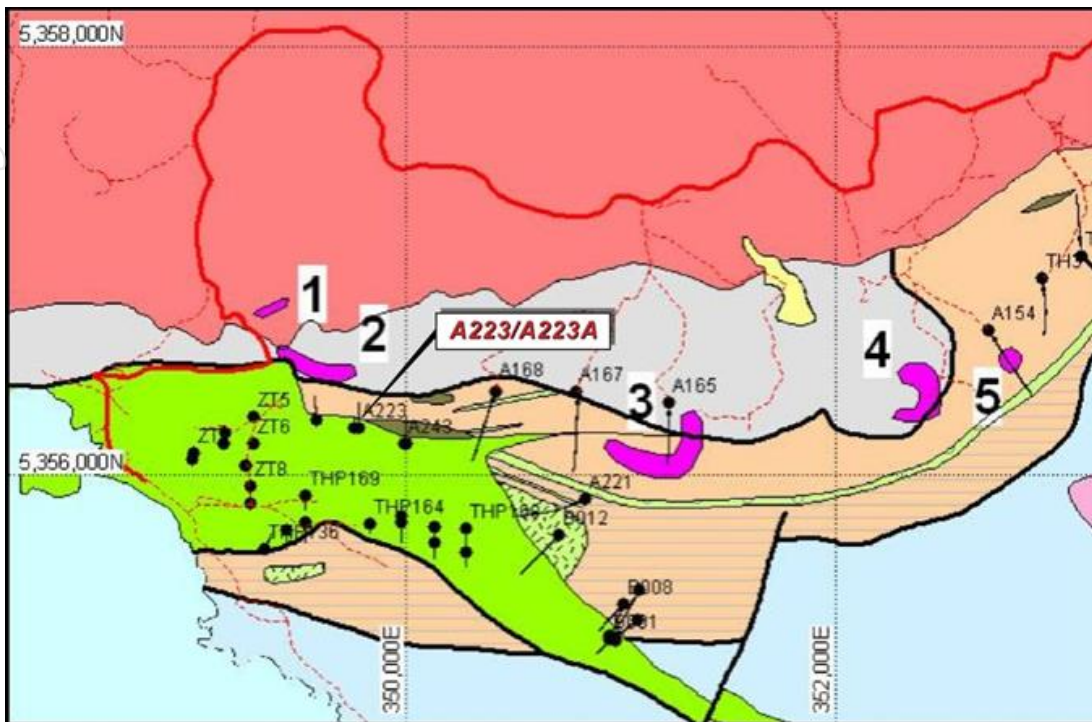 5,358,000N
1
2
A223/A223A
4
TH3
A154
A168
A167
A165
3
5
ZT5
A223
ZT6
A243
5,356,000N
ZT8
THP169
A221
THP164
B012
B008
350,000E
352,000E